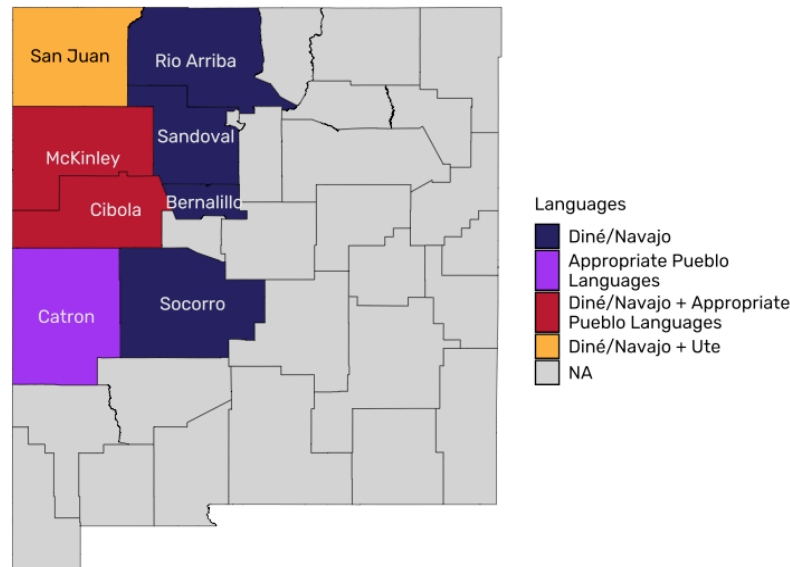 San Juan
Rio Arriba
Sandoval
McKinley
Bernalillo
Cibola
Socorro
Catron
Languages
Diné/Navajo
Appropriate Pueblo
Languages
Diné/Navajo + Appropriate
Pueblo Languages
Diné/Navajo + Ute
NA